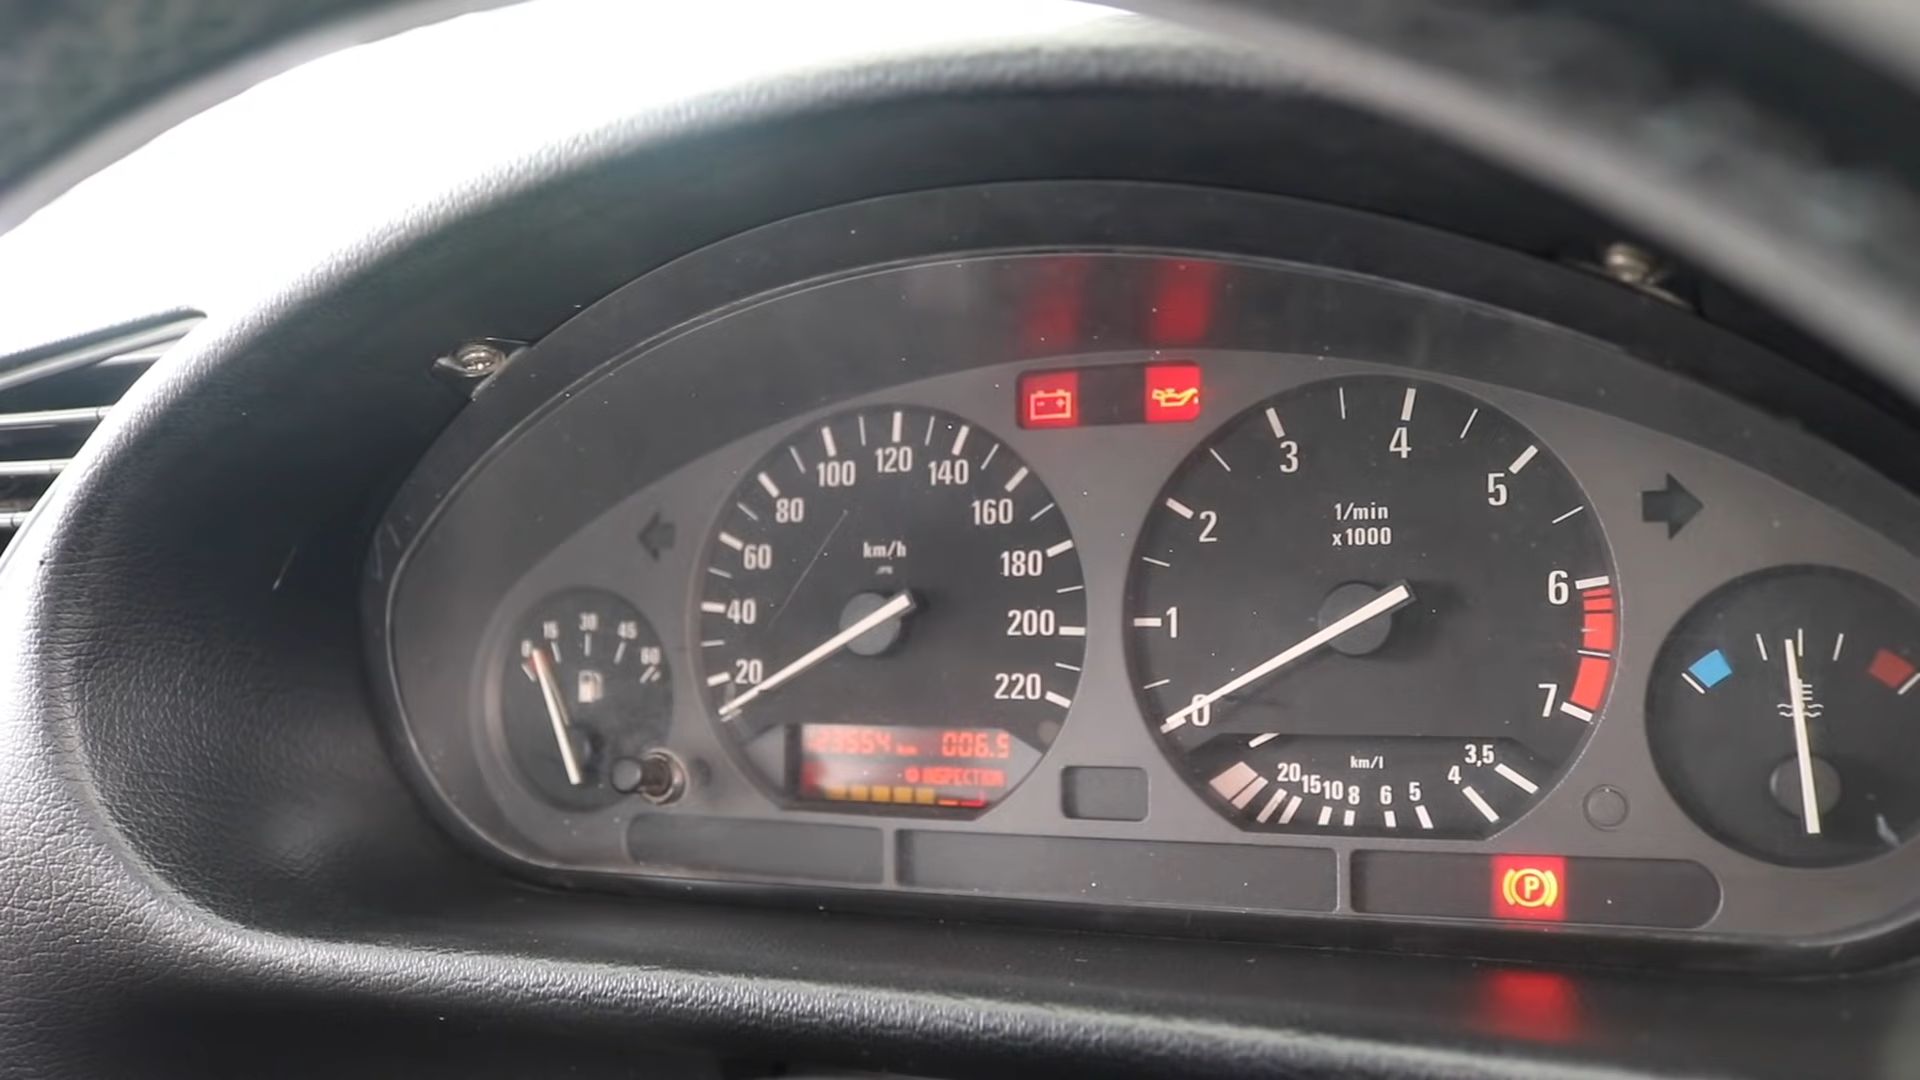 0 15 30 45 60
20 40 60 80 100 120 140 160 180 200 220
km/h
006.5
INSPECTION
- +
0 1 2 3 4 5 6 7
1/min
x1000
km/l
20 15 10 8 6 5 4 3,5
P